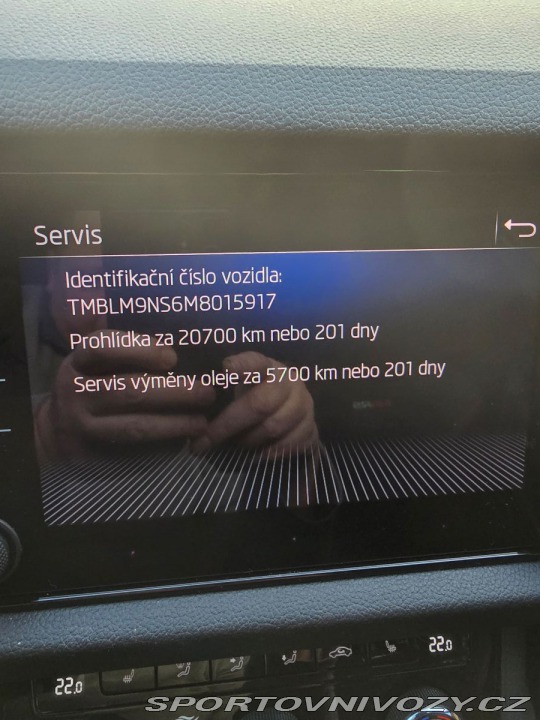 Servis
Identifikační číslo vozidla:
TMBLM9NS6M8015917
Prohlídka za 20700 km nebo 201 dny
Servis výměny oleje za 5700 km nebo 201 dny
22.0
22.0
SPORTOVNIVOZY.CZ